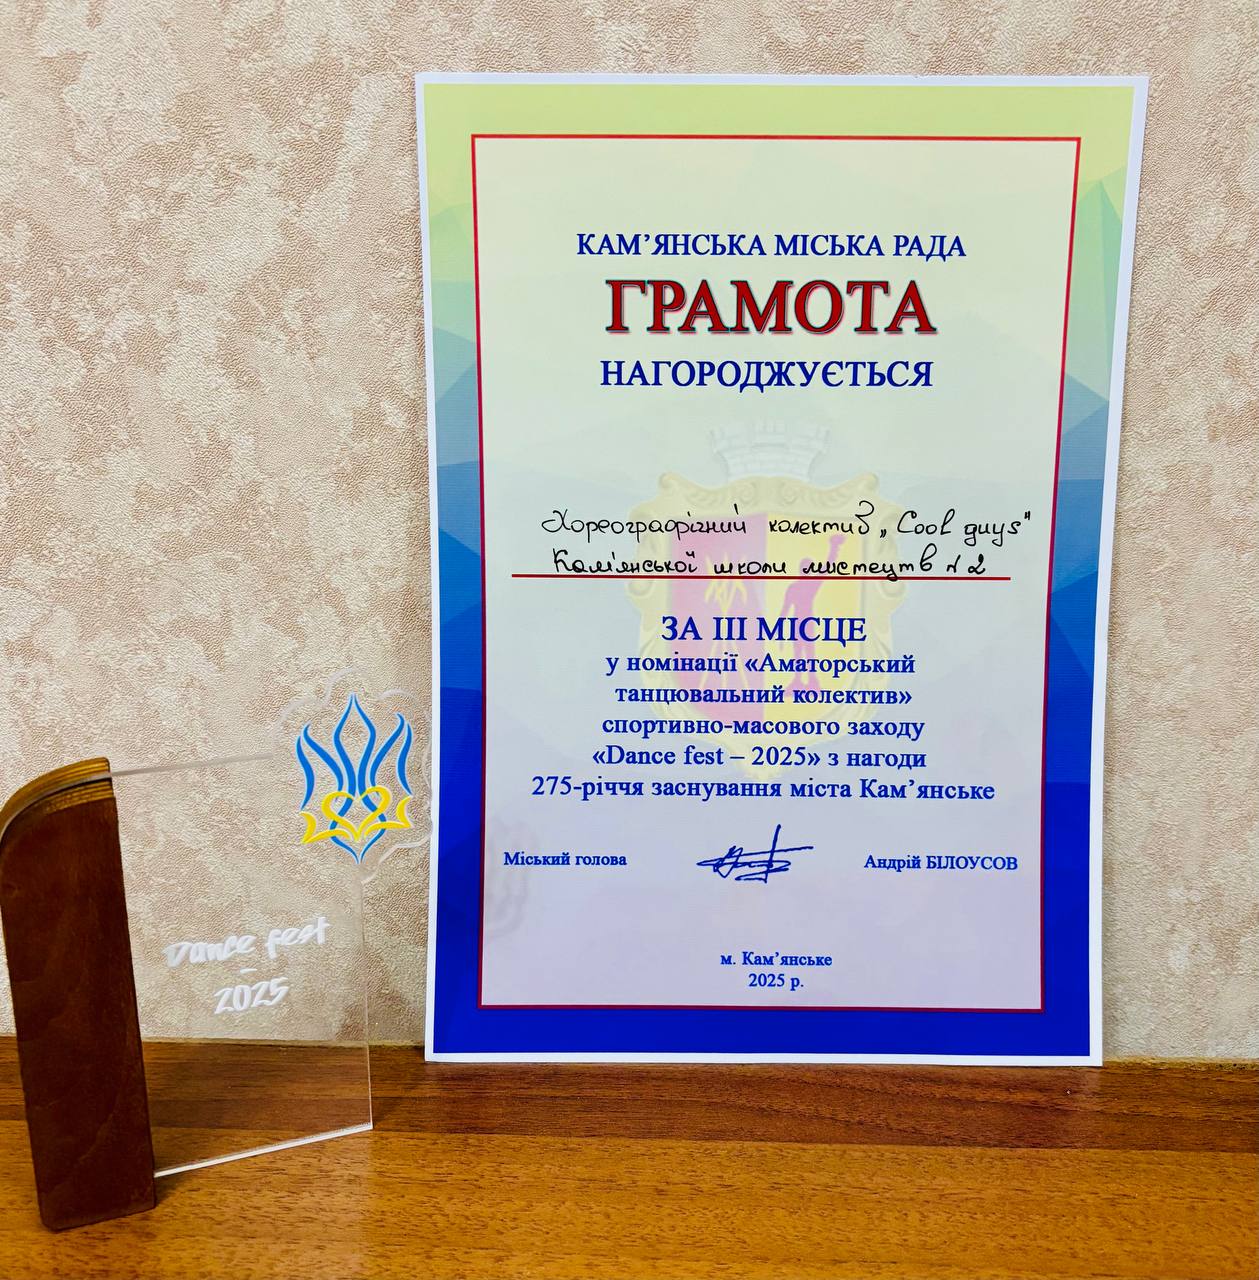 КАМ’ЯНСЬКА МІСЬКА РАДА
ГРАМОТА
НАГОРОДЖУЄТЬСЯ
Хореографічний колектив „Cool guys"
Кам'янської школи мистецтв №2
ЗА ІІІ МІСЦЕ
у номінації «Аматорський
танцювальний колектив»
спортивно-масового заходу
«Dance fest – 2025» з нагоди
275-річчя заснування міста Кам’янське
Міський голова Андрій БІЛОУСОВ
м. Кам’янське
2025 р.
Dance fest
-
2025